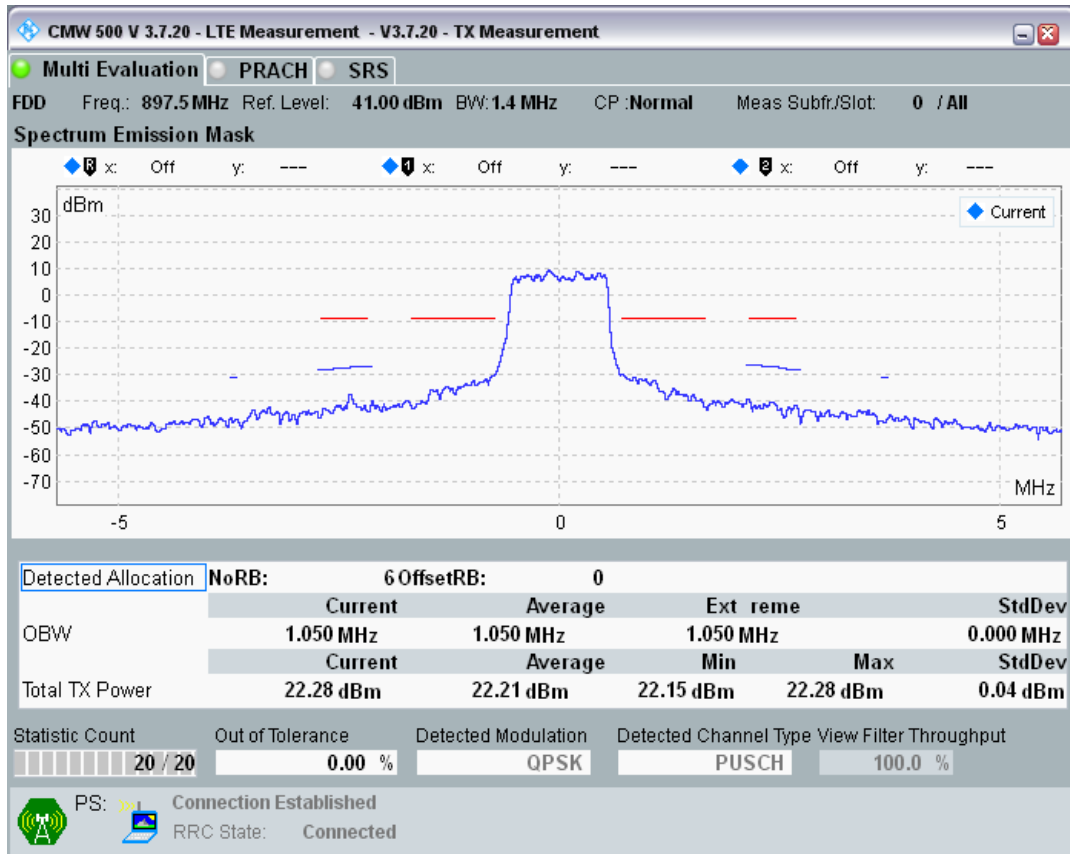 CMW 500 V 3.7.20 - LTE Measurement - V3.7.20 - TX Measurement
Multi Evaluation PRACH SRS
FDD Freq.: 897.5 MHz Ref. Level: 41.00 dBm BW: 1.4 MHz CP :Normal Meas Subfr./Slot: 0 / All
Spectrum Emission Mask
R x: Off y: --- 1 x: Off y: --- 2 x: Off y: ---
dBm
Current
30
20
10
0
-10
-20
-30
-40
-50
-60
-70
MHz
-5 0 5
Detected Allocation NoRB: 6 OffsetRB: 0
Current Average Ext reme StdDev
OBW 1.050 MHz 1.050 MHz 1.050 MHz 0.000 MHz
Current Average Min Max StdDev
Total TX Power 22.28 dBm 22.21 dBm 22.15 dBm 22.28 dBm 0.04 dBm
Statistic Count Out of Tolerance Detected Modulation Detected Channel Type View Filter Throughput
20 / 20 0.00 % QPSK PUSCH 100.0 %
PS: Connection Established
RRC State: Connected